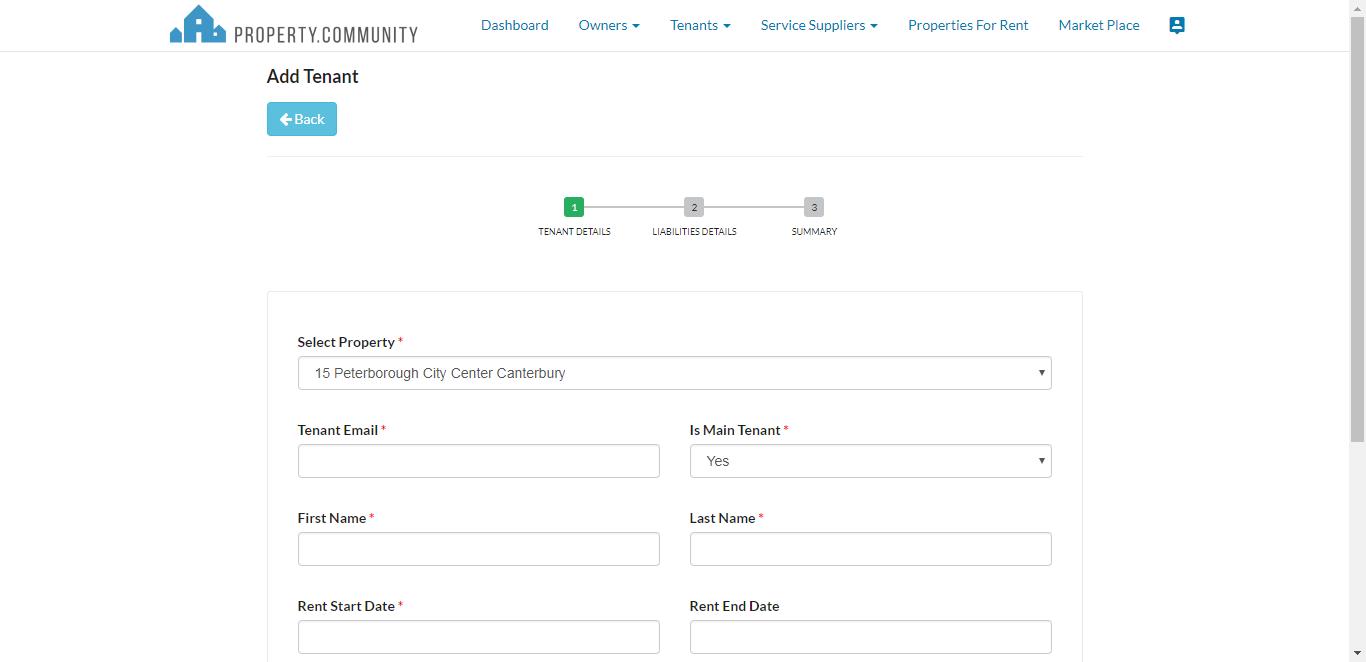 PROPERTY.COMMUNITY
Dashboard Owners Tenants Service Suppliers Properties For Rent Market Place
Add Tenant
Back
1 2 3
TENANT DETAILS LIABILITIES DETAILS SUMMARY
Select Property *
15 Peterborough City Center Canterbury
Tenant Email * Is Main Tenant *
Yes
First Name * Last Name *
Rent Start Date * Rent End Date